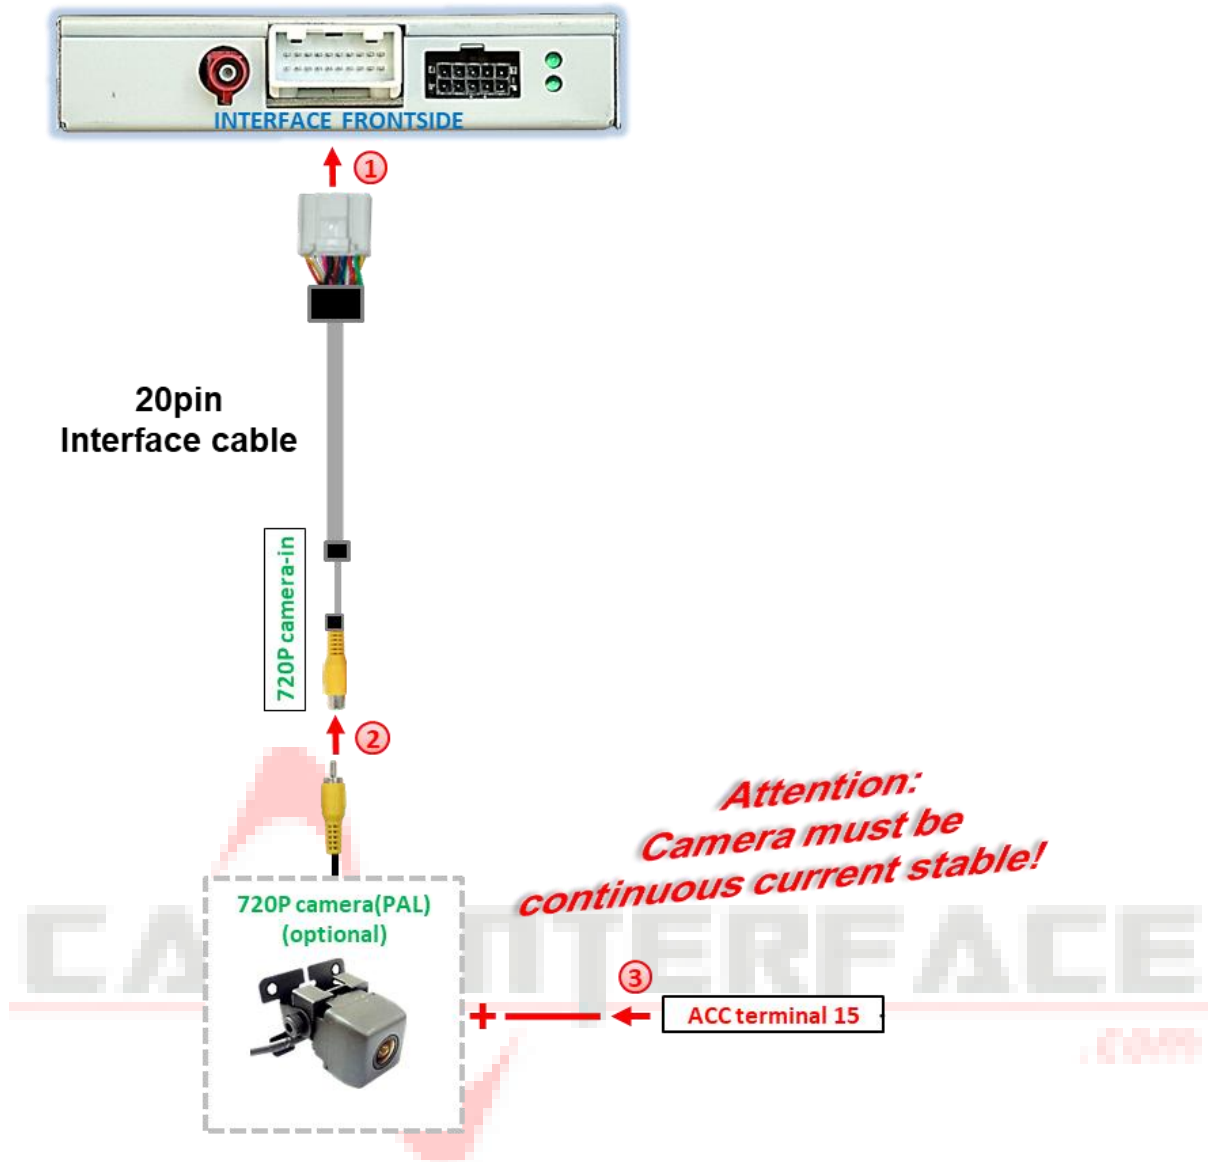 INTERFACE FRONTSIDE
1
20pin
Interface cable
720P camera-in
2
Attention:
Camera must be
continuous current stable!
720P camera(PAL)
(optional)
3
+
ACC terminal 15
.com